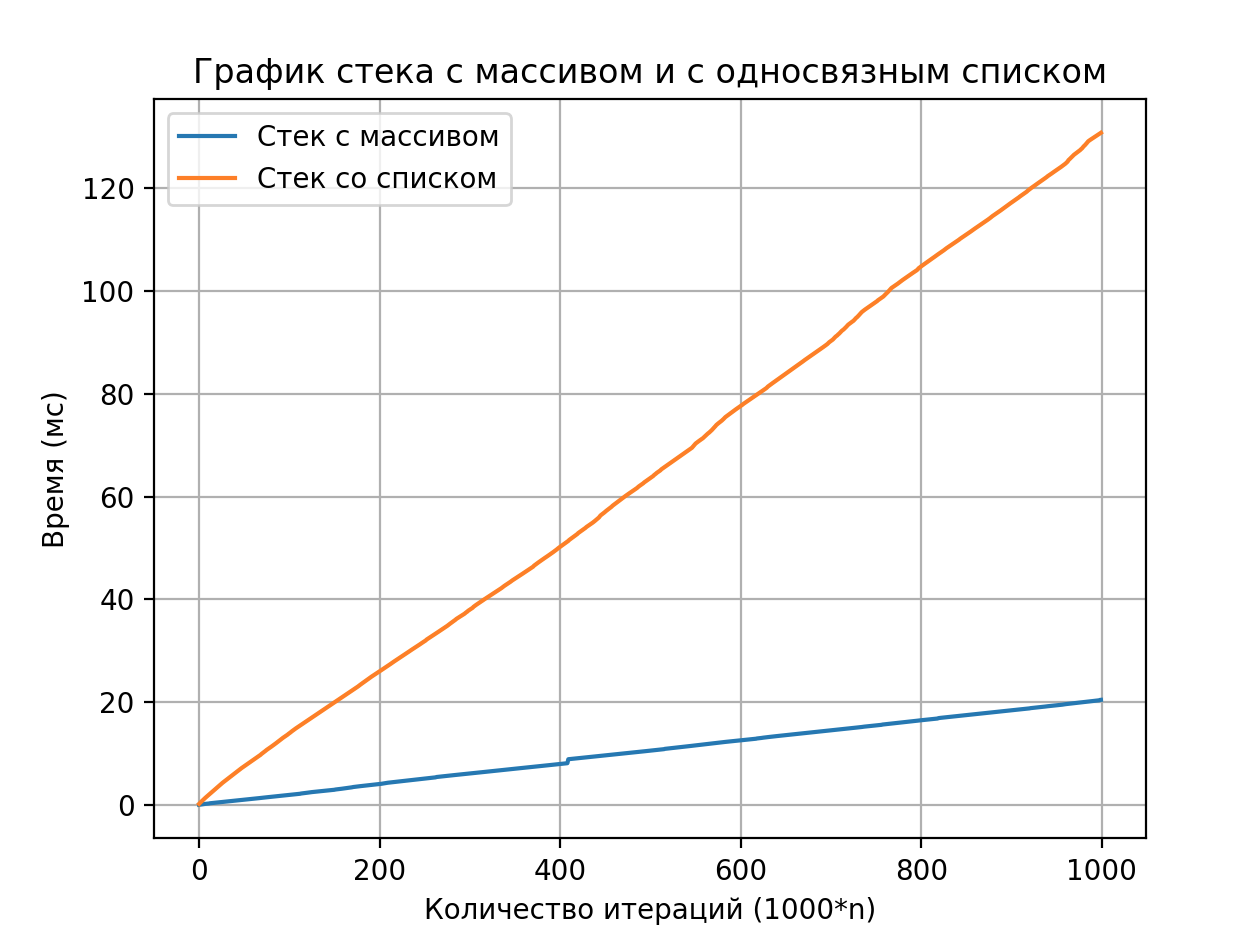 График стека с массивом и с односвязным списком
Стек с массивом
Стек со списком
120
100
80
60
40
20
0
Время (мс)
0 200 400 600 800 1000
Количество итераций (1000*n)